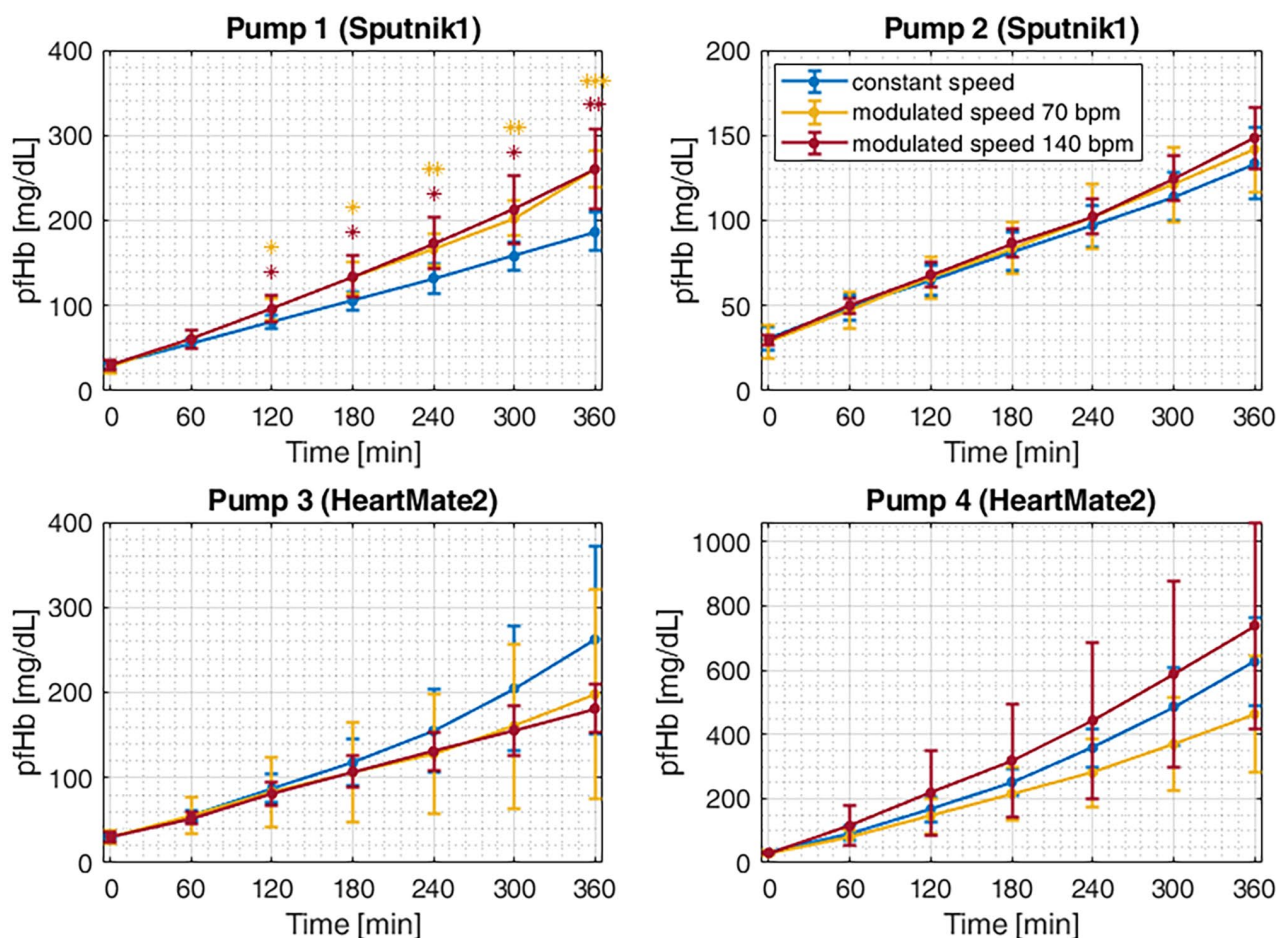 Pump 1 (Sputnik1)
pfHb [mg/dL]
400
300
200
100
0
*** 
**
**
*
**
*
*
*
*
*
0 60 120 180 240 300 360
Time [min]
Pump 2 (Sputnik1)
pfHb [mg/dL]
200
150
100
50
0
constant speed
modulated speed 70 bpm
modulated speed 140 bpm
0 60 120 180 240 300 360
Time [min]
Pump 3 (HeartMate2)
pfHb [mg/dL]
400
300
200
100
0
0 60 120 180 240 300 360
Time [min]
Pump 4 (HeartMate2)
pfHb [mg/dL]
1000
800
600
400
200
0
0 60 120 180 240 300 360
Time [min]